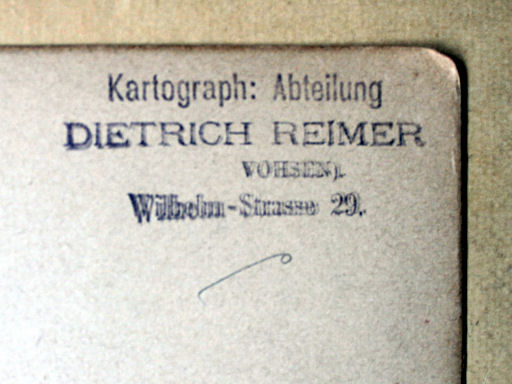 Kartograph: Abteilung
DIETRICH REIMER
VOHSEN).
Wilhelm-Strasse 29.